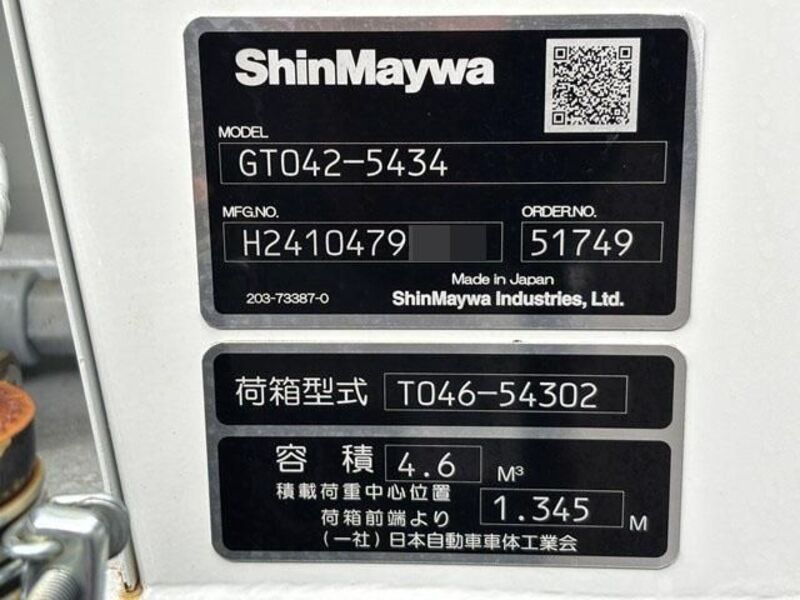 ShinMaywa
MODEL
GT042-5434
MFG.NO. ORDER.NO.
H2410479 51749
Made in Japan
203-73387-0 ShinMaywa Industries, Ltd.
荷箱型式 T046-54302
容積 4.6 M³
積載荷重中心位置
荷箱前端より 1.345 M
(一社)日本自動車車体工業会